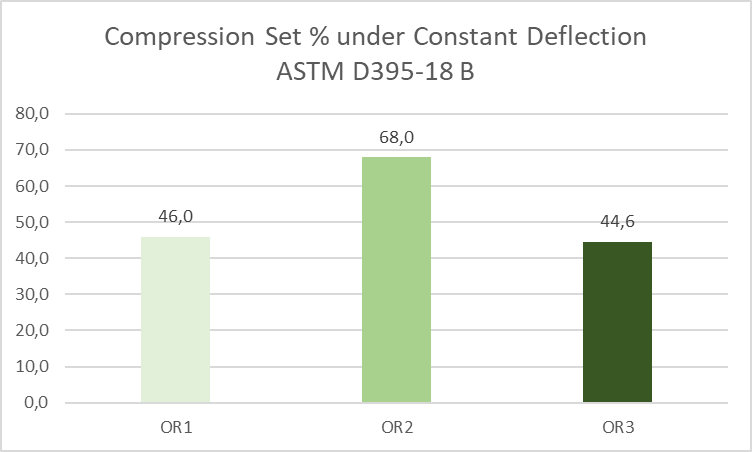 Compression Set % under Constant Deflection
ASTM D395-18 B
80,0
70,0
60,0
50,0
40,0
30,0
20,0
10,0
0,0
46,0
68,0
44,6
OR1
OR2
OR3